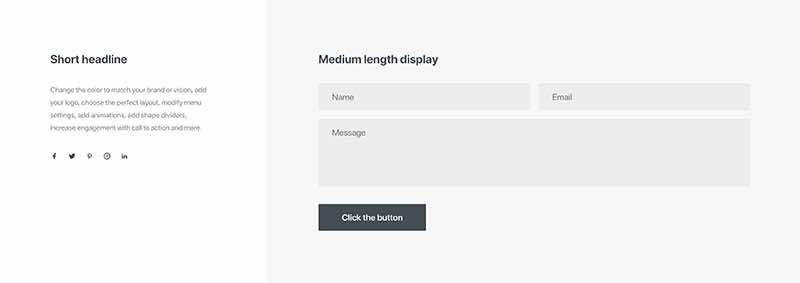 Short headline
Change the color to match your brand or vision, add
your logo, choose the perfect layout, modify menu
settings, add animations, add shape dividers,
increase engagement with call to action and more.
Medium length display
Name
Email
Message
Click the button